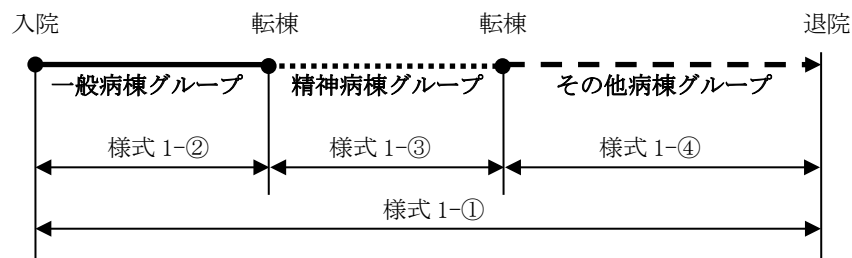 入院 転棟 転棟 退院
一般病棟グループ 精神病棟グループ その他病棟グループ
様式 1-② 様式 1-③ 様式 1-④
様式 1-①